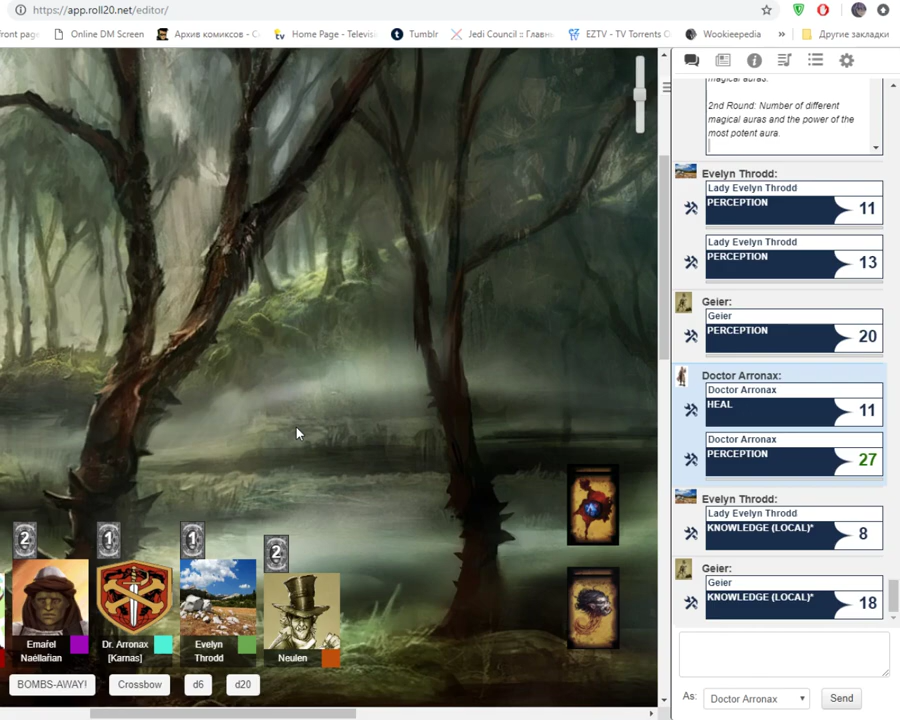 https://app.roll20.net/editor/
front page
Online DM Screen
Архив комиксов - С
Home Page - Televisi
Tumblr
Jedi Council :: Главн
EZTV - TV Torrents O
Wookieepedia
»
Другие закладки
magical auras.
2nd Round: Number of different
magical auras and the power of the
most potent aura.
Evelyn Throdd:
Lady Evelyn Throdd
PERCEPTION
11
Lady Evelyn Throdd
PERCEPTION
13
Geier:
Geier
PERCEPTION
20
Doctor Arronax:
Doctor Arronax
HEAL
11
Doctor Arronax
PERCEPTION
27
Evelyn Throdd:
Lady Evelyn Throdd
KNOWLEDGE (LOCAL)*
8
Geier:
Geier
KNOWLEDGE (LOCAL)*
18
2
1
1
2
Emařel
Naëllařian
Dr. Arronax
[Karnas]
Evelyn
Throdd
Neulen
BOMBS-AWAY!
Crossbow
d6
d20
As:
Doctor Arronax
Send